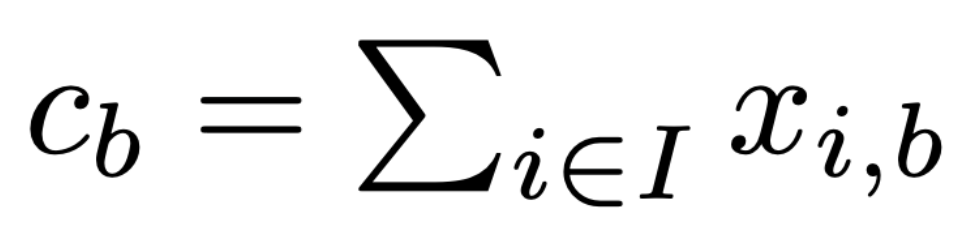 c_b = \sum_{i \in I} x_{i,b}